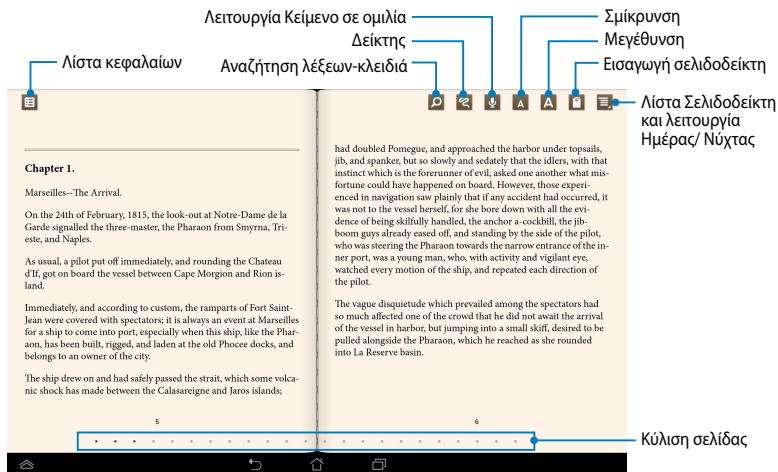 Λειτουργία Κείμενο σε ομιλία
Σμίκρυνση
Δείκτης
Μεγέθυνση
Λίστα κεφαλαίων
Αναζήτηση λέξεων-κλειδιά
Εισαγωγή σελιδοδείκτη
A
A
Λίστα Σελιδοδείκτη
και λειτουργία
Ημέρας/ Νύχτας
Chapter 1.
Marseilles--The Arrival.
On the 24th of February, 1815, the look-out at Notre-Dame de la
Garde signalled the three-master, the Pharaon from Smyrna, Tri-
este, and Naples.
As usual, a pilot put off immediately, and rounding the Chateau
d'If, got on board the vessel between Cape Morgion and Rion is-
land.
Immediately, and according to custom, the ramparts of Fort Saint-
Jean were covered with spectators; it is always an event at Marseilles
for a ship to come into port, especially when this ship, like the Phar-
aon, has been built, rigged, and laden at the old Phocee docks, and
belongs to an owner of the city.
The ship drew on and had safely passed the strait, which some volca-
nic shock has made between the Calasareigne and Jaros islands;
5
had doubled Pomegue, and approached the harbor under topsails,
jib, and spanker, but so slowly and sedately that the idlers, with that
instinct which is the forerunner of evil, asked one another what mis-
fortune could have happened on board. However, those experi-
enced in navigation saw plainly that if any accident had occurred, it
was not to the vessel herself, for she bore down with all the evi-
dence of being skilfully handled, the anchor a-cockbill, the jib-
boom guys already eased off, and standing by the side of the pilot,
who was steering the Pharaon towards the narrow entrance of the in-
ner port, was a young man, who, with activity and vigilant eye,
watched every motion of the ship, and repeated each direction of
the pilot.
The vague disquietude which prevailed among the spectators had
so much affected one of the crowd that he did not await the arrival
of the vessel in harbor, but jumping into a small skiff, desired to be
pulled alongside the Pharaon, which he reached as she rounded
into La Reserve basin.
6
Κύλιση σελίδας